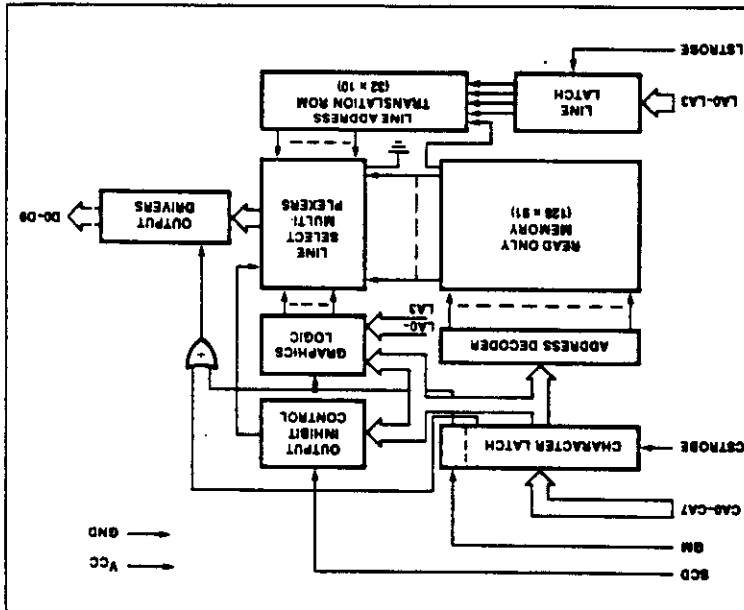 SCD
GM
CA0-CA7
CSTROBE
VCC
GND
CHARACTER LATCH
OUTPUT
INHIBIT
CONTROL
ADDRESS DECODER
LA0-
LA3
GRAPHICS
LOGIC
+
READ ONLY
MEMORY
(128 x 91)
LINE
SELECT
MULTI-
PLEXERS
OUTPUT
DRIVERS
D0-D9
LA0-LA3
LSTROBE
LINE
LATCH
LINE ADDRESS
TRANSLATION ROM
(32 x 10)